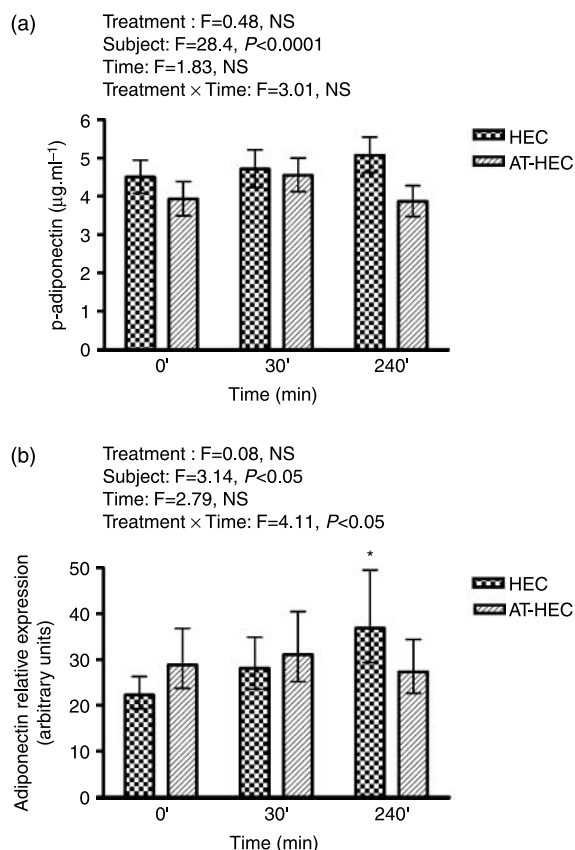 (a)
Treatment : F=0.48, NS
Subject: F=28.4, P<0.0001
Time: F=1.83, NS
Treatment × Time: F=3.01, NS
p-adiponectin (μg.ml⁻¹)
6
5
4
3
2
1
0
HEC
AT-HEC
0' 30' 240'
Time (min)
(b)
Treatment : F=0.08, NS
Subject: F=3.14, P<0.05
Time: F=2.79, NS
Treatment × Time: F=4.11, P<0.05
Adiponectin relative expression
(arbitrary units)
50
40
30
20
10
0
*
HEC
AT-HEC
0' 30' 240'
Time (min)